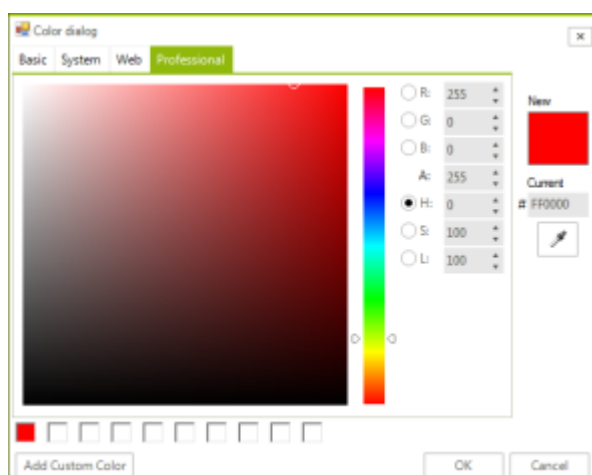 Color dialog
Basic System Web Professional
R: 255
G: 0
B: 0
A: 255
H: 0
S: 100
L: 100
New
Current
# FF0000
Add Custom Color
OK
Cancel